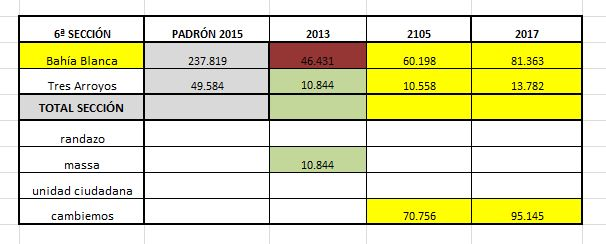 6ª SECCIÓN PADRÓN 2015 2013 2105 2017
Bahía Blanca 237.819 46.431 60.198 81.363
Tres Arroyos 49.584 10.844 10.558 13.782
TOTAL SECCIÓN
randazo
massa 10.844
unidad ciudadana
cambiemos 70.756 95.145